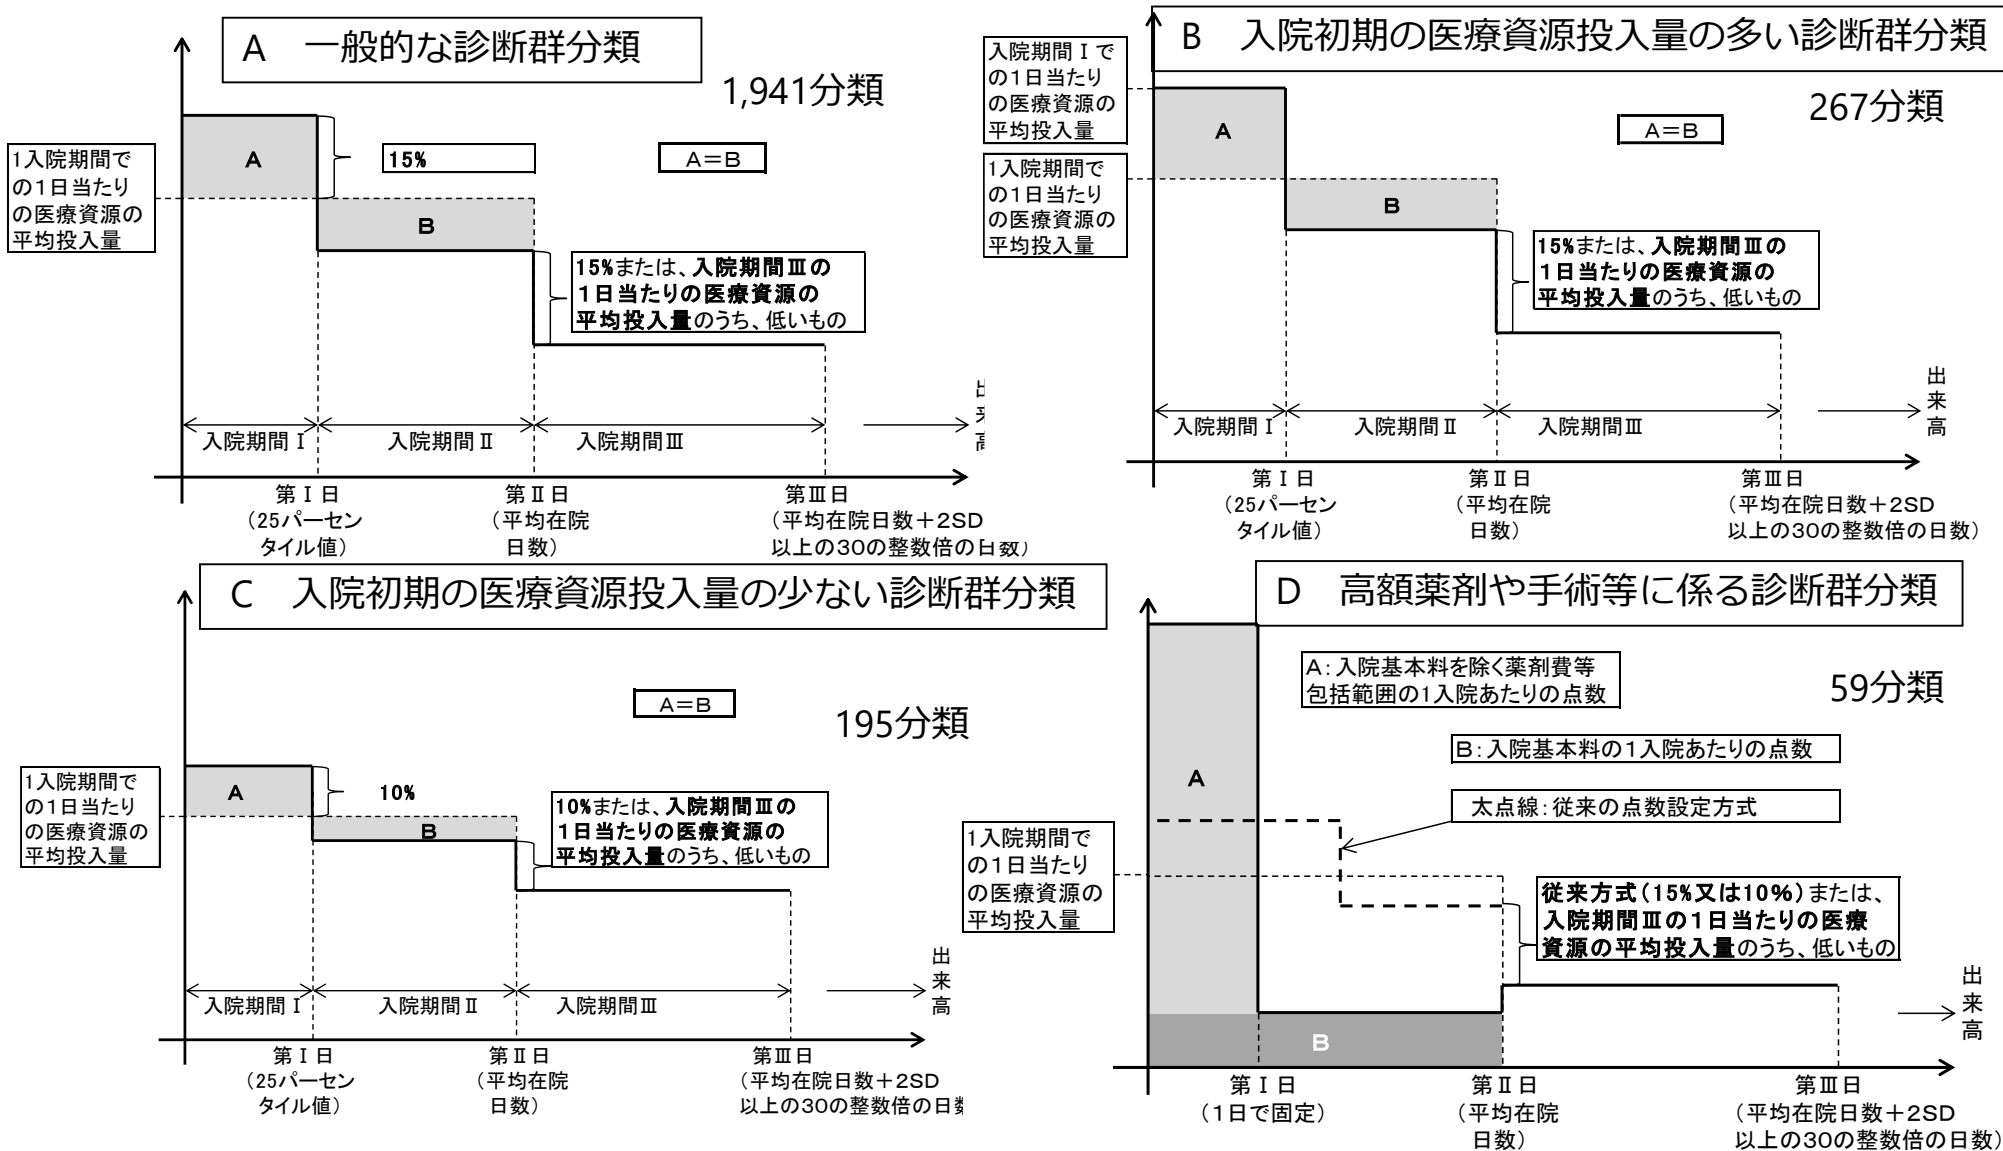 A　一般的な診断群分類
1,941分類
1入院期間で
の1日当たり
の医療資源の
平均投入量
A
15%
A＝B
B
15%または、入院期間Ⅲの
1日当たりの医療資源の
平均投入量のうち、低いもの
出
来
高
入院期間Ⅰ
入院期間Ⅱ
入院期間Ⅲ
第Ⅰ日
（25パーセン
タイル値）
第Ⅱ日
（平均在院
日数）
第Ⅲ日
（平均在院日数＋2SD
以上の30の整数倍の日数）
B　入院初期の医療資源投入量の多い診断群分類
267分類
入院期間Ⅰで
の1日当たり
の医療資源の
平均投入量
1入院期間で
の1日当たり
の医療資源の
平均投入量
A
A＝B
B
15%または、入院期間Ⅲの
1日当たりの医療資源の
平均投入量のうち、低いもの
出
来
高
入院期間Ⅰ
入院期間Ⅱ
入院期間Ⅲ
第Ⅰ日
（25パーセン
タイル値）
第Ⅱ日
（平均在院
日数）
第Ⅲ日
（平均在院日数＋2SD
以上の30の整数倍の日数）
C　入院初期の医療資源投入量の少ない診断群分類
A＝B
195分類
1入院期間で
の1日当たり
の医療資源の
平均投入量
A
10%
B
10%または、入院期間Ⅲの
1日当たりの医療資源の
平均投入量のうち、低いもの
出
来
高
入院期間Ⅰ
入院期間Ⅱ
入院期間Ⅲ
第Ⅰ日
（25パーセン
タイル値）
第Ⅱ日
（平均在院
日数）
第Ⅲ日
（平均在院日数＋2SD
以上の30の整数倍の日数
D　高額薬剤や手術等に係る診断群分類
59分類
A：入院基本料を除く薬剤費等
包括範囲の1入院あたりの点数
B：入院基本料の1入院あたりの点数
太点線：従来の点数設定方式
A
1入院期間で
の1日当たり
の医療資源の
平均投入量
従来方式（15%又は10%）または、
入院期間Ⅲの1日当たりの医療
資源の平均投入量のうち、低いもの
出
来
高
B
第Ⅰ日
（1日で固定）
第Ⅱ日
（平均在院
日数）
第Ⅲ日
（平均在院日数＋2SD
以上の30の整数倍の日数）